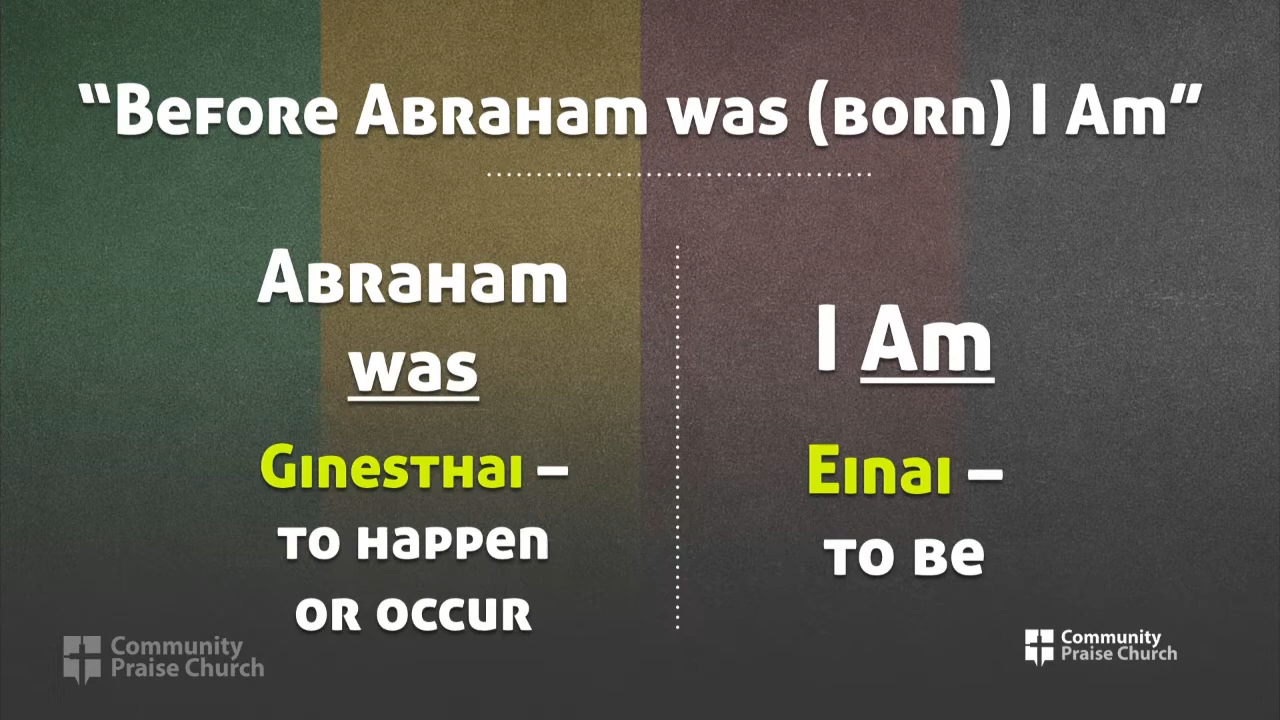 “Before Abraham was (born) I Am”
Abraham
was
Ginesthai –
to happen
or occur
I Am
Einai –
to be
Community
Praise Church
Community
Praise Church